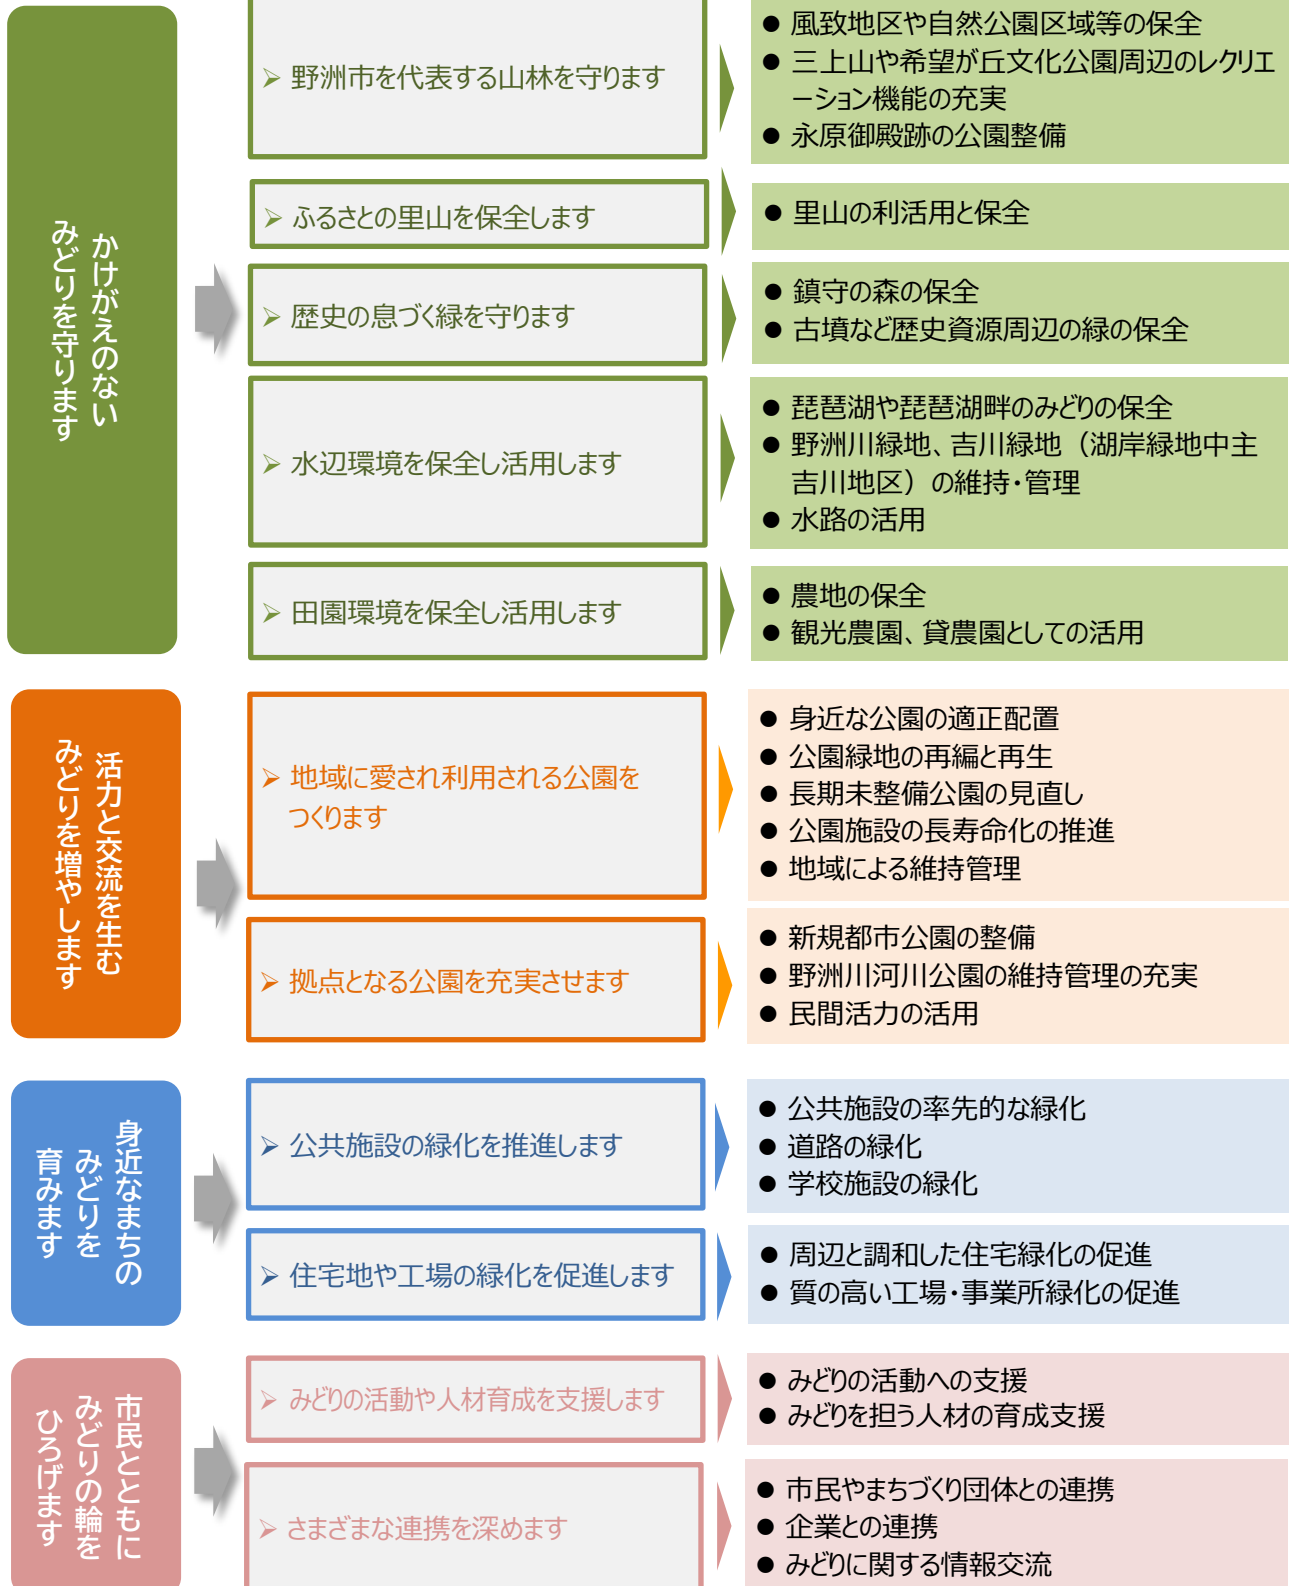 かけがえのない
みどりを守ります
➢ 野洲市を代表する山林を守ります
● 風致地区や自然公園区域等の保全
● 三上山や希望が丘文化公園周辺のレクリエ
ーション機能の充実
● 永原御殿跡の公園整備
➢ ふるさとの里山を保全します
● 里山の利活用と保全
➢ 歴史の息づく緑を守ります
● 鎮守の森の保全
● 古墳など歴史資源周辺の緑の保全
➢ 水辺環境を保全し活用します
● 琵琶湖や琵琶湖畔のみどりの保全
● 野洲川緑地、吉川緑地（湖岸緑地中主
吉川地区）の維持・管理
● 水路の活用
➢ 田園環境を保全し活用します
● 農地の保全
● 観光農園、貸農園としての活用
活力と交流を生む
みどりを増やします
➢ 地域に愛され利用される公園を
つくります
● 身近な公園の適正配置
● 公園緑地の再編と再生
● 長期未整備公園の見直し
● 公園施設の長寿命化の推進
● 地域による維持管理
➢ 拠点となる公園を充実させます
● 新規都市公園の整備
● 野洲川河川公園の維持管理の充実
● 民間活力の活用
身近なまちの
みどりを
育みます
➢ 公共施設の緑化を推進します
● 公共施設の率先的な緑化
● 道路の緑化
● 学校施設の緑化
➢ 住宅地や工場の緑化を促進します
● 周辺と調和した住宅緑化の促進
● 質の高い工場・事業所緑化の促進
市民とともに
みどりの輪を
ひろげます
➢ みどりの活動や人材育成を支援します
● みどりの活動への支援
● みどりを担う人材の育成支援
➢ さまざまな連携を深めます
● 市民やまちづくり団体との連携
● 企業との連携
● みどりに関する情報交流